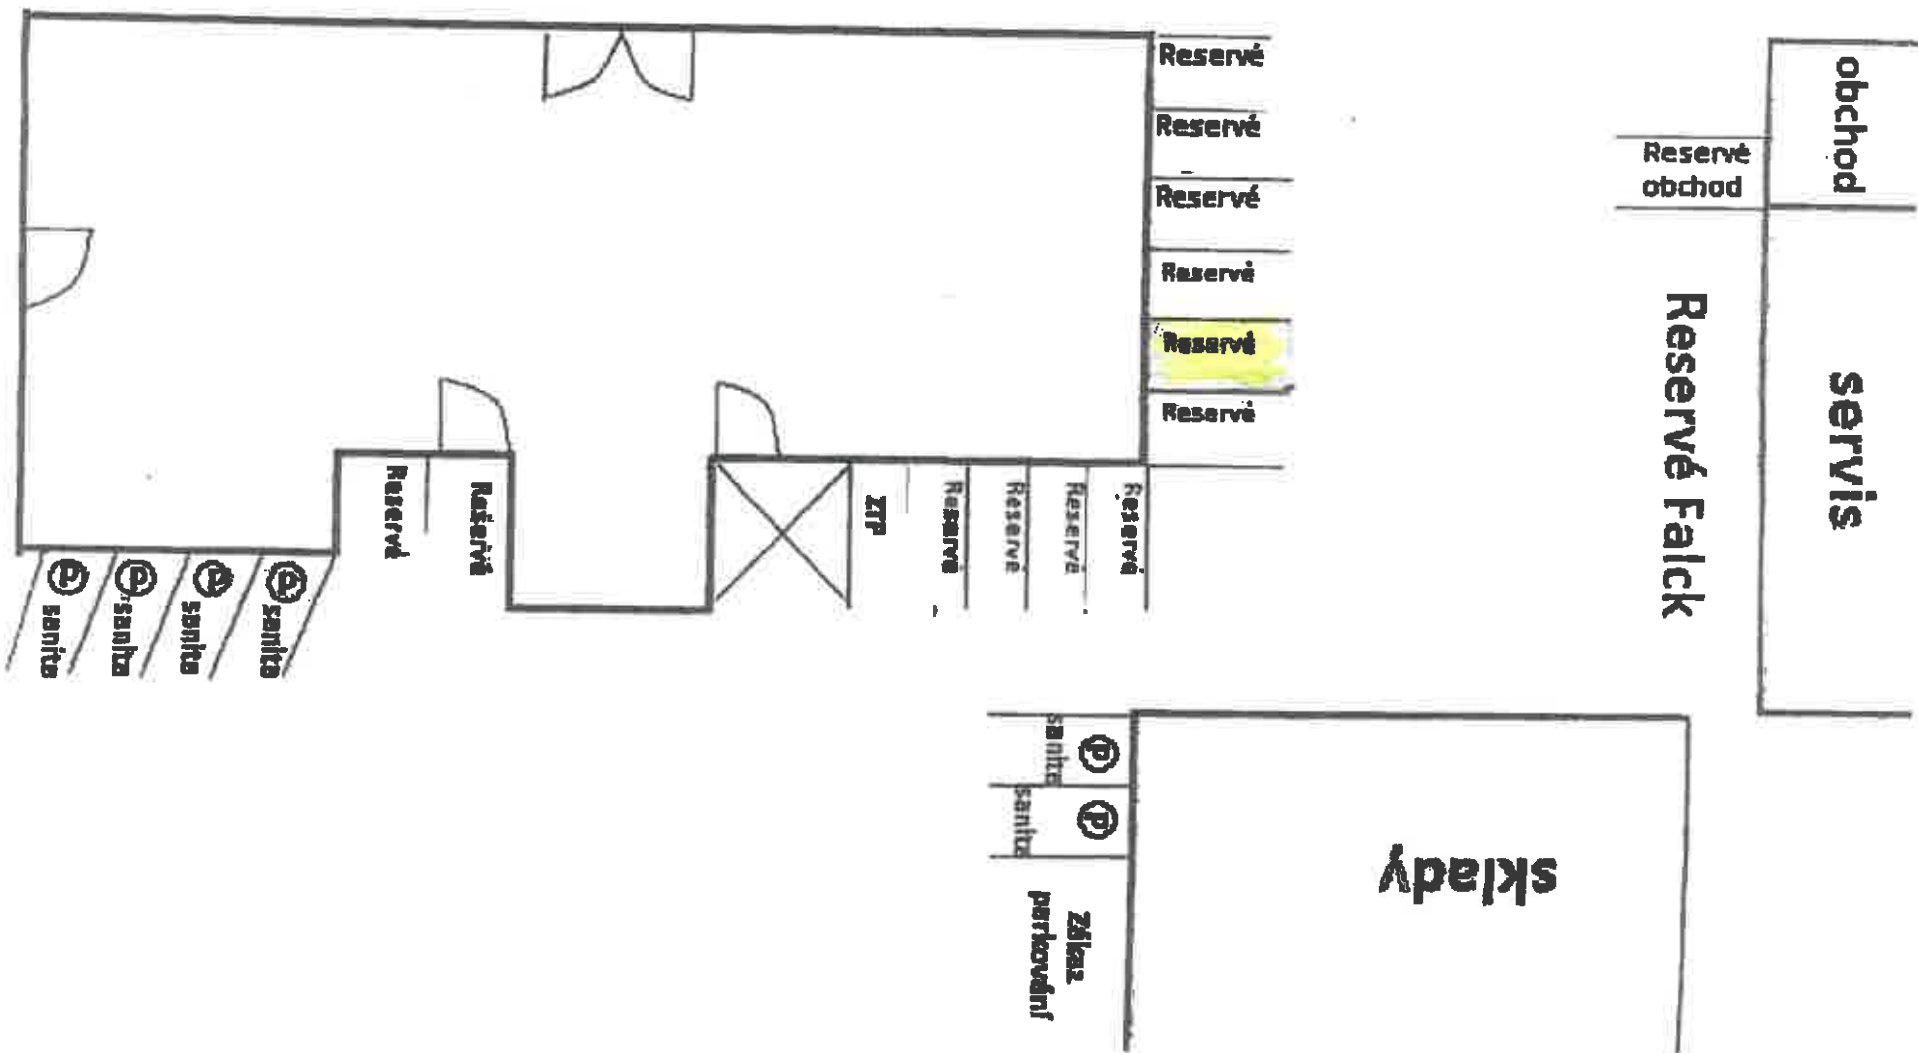 Reservé
Reservé
Reservé
Reservé
Reservé
Reservé
obchod
Reservé
obchod
servis
Reservé Falck
Reservé
Reservé
ZTP
Reservé
Reservé
Reservé
Reservé
P
sanita
P
sanita
P
sanita
P
sanita
P
sanita
P
sanita
Zákaz
parkování
sklady